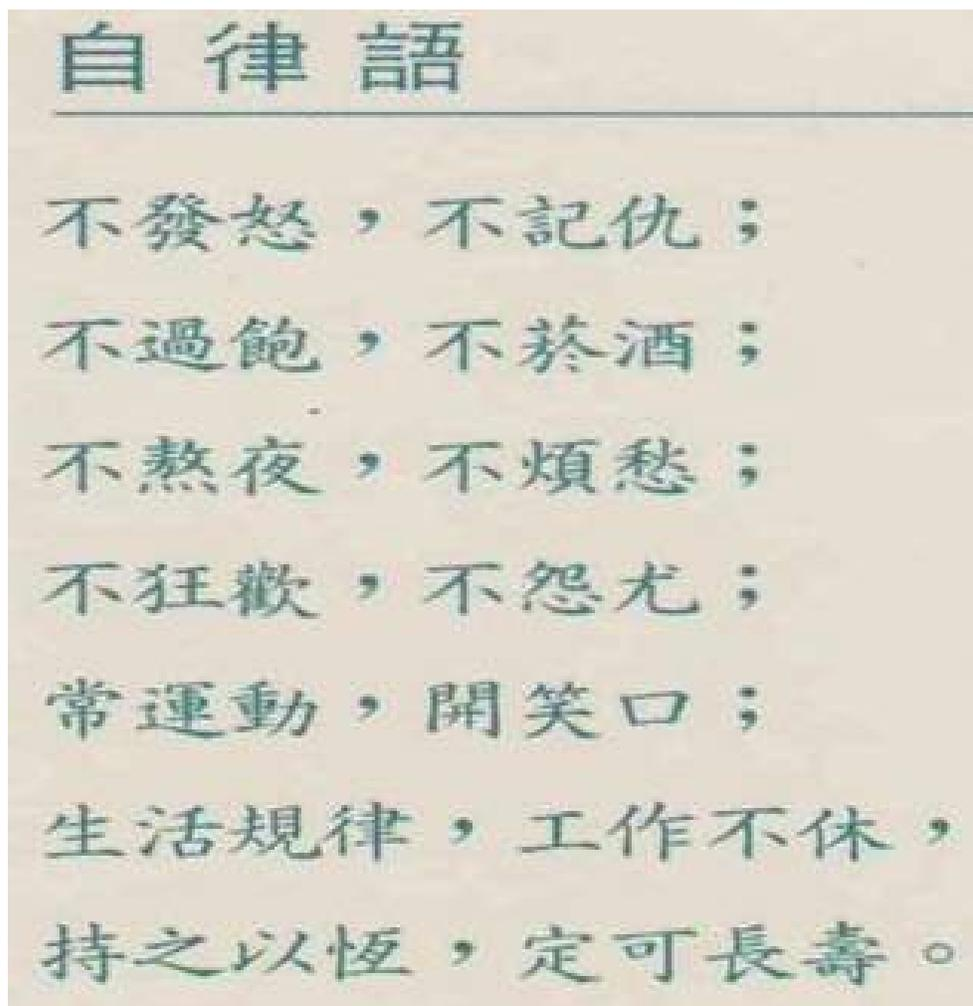 自律語
不發怒，不記仇；
不過飽，不菸酒；
不熬夜，不煩愁；
不狂歡，不怨尤；
常運動，開笑口；
生活規律，工作不休，
持之以恆，定可長壽。